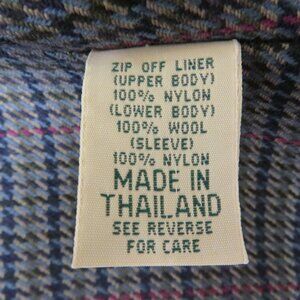 ZIP OFF LINER
(UPPER BODY)
100% NYLON
(LOWER BODY)
100% WOOL
(SLEEVE)
100% NYLON
MADE IN
THAILAND
SEE REVERSE
FOR CARE